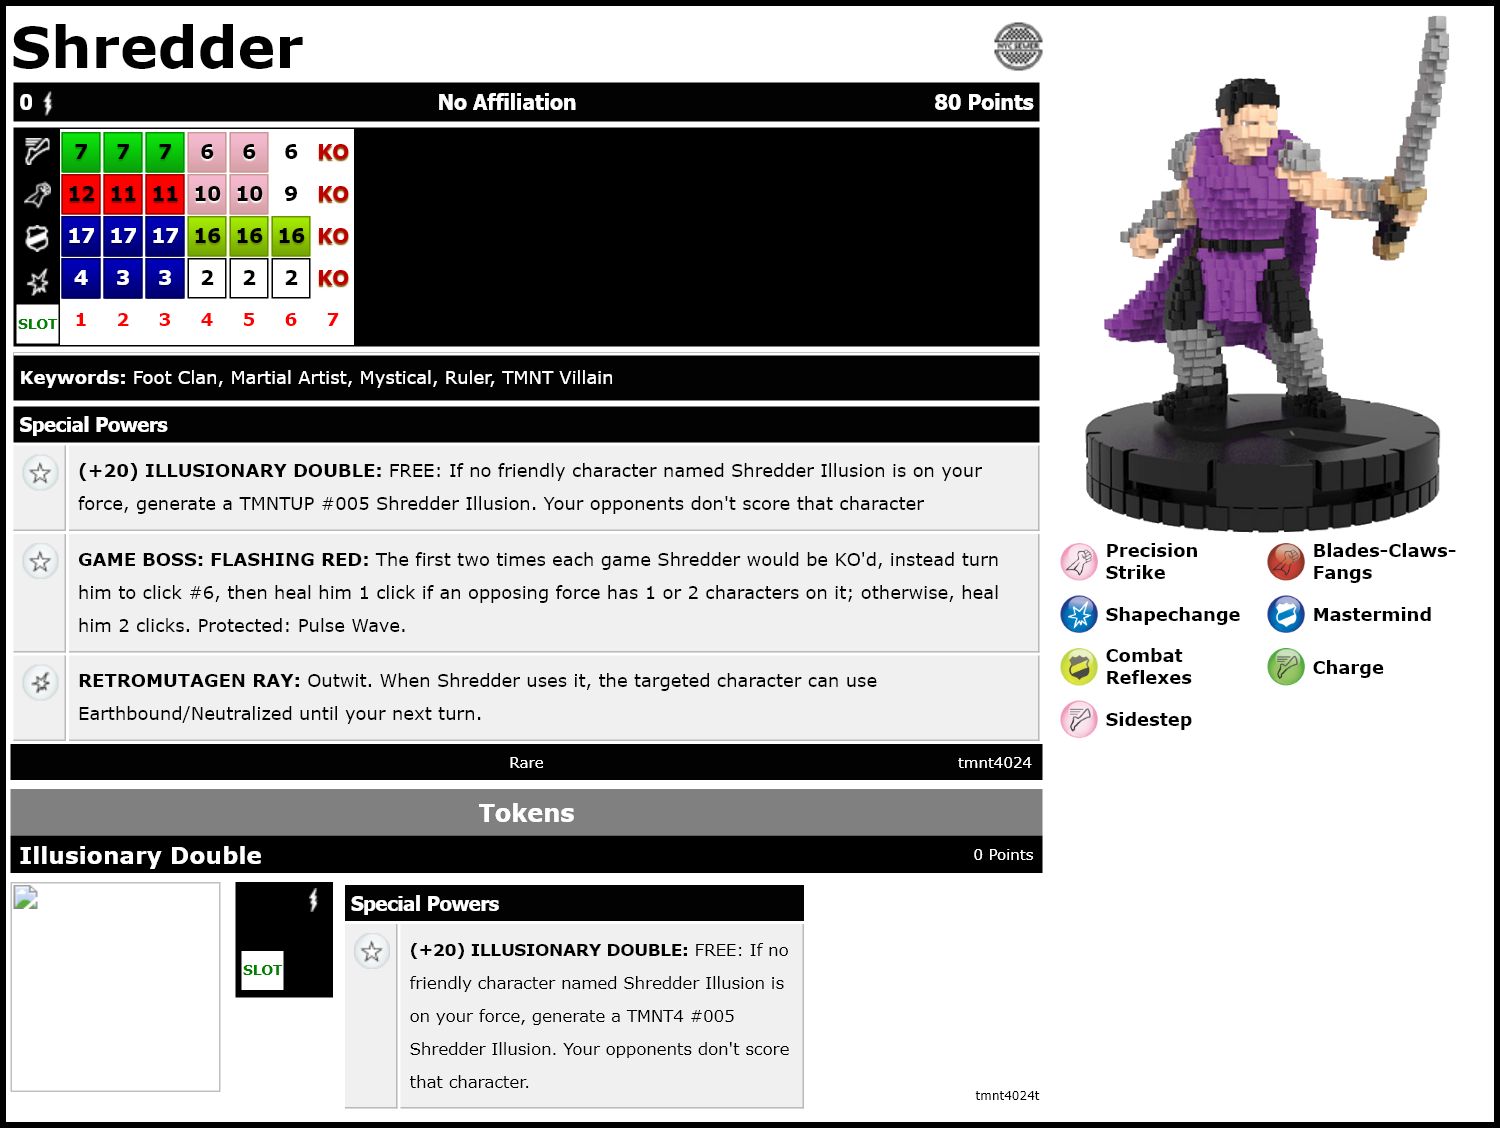 Shredder
NYC SEWER
0 No Affiliation 80 Points
7 7 7 6 6 6 KO
12 11 11 10 10 9 KO
17 17 17 16 16 16 KO
4 3 3 2 2 2 KO
SLOT 1 2 3 4 5 6 7
Keywords: Foot Clan, Martial Artist, Mystical, Ruler, TMNT Villain
Special Powers
(+20) ILLUSIONARY DOUBLE: FREE: If no friendly character named Shredder Illusion is on your
force, generate a TMNTUP #005 Shredder Illusion. Your opponents don't score that character
GAME BOSS: FLASHING RED: The first two times each game Shredder would be KO'd, instead turn
him to click #6, then heal him 1 click if an opposing force has 1 or 2 characters on it; otherwise, heal
him 2 clicks. Protected: Pulse Wave.
RETROMUTAGEN RAY: Outwit. When Shredder uses it, the targeted character can use
Earthbound/Neutralized until your next turn.
Rare tmnt4024
Precision
Strike
Blades-Claws-
Fangs
Shapechange
Mastermind
Combat
Reflexes
Charge
Sidestep
Tokens
Illusionary Double 0 Points
SLOT
Special Powers
(+20) ILLUSIONARY DOUBLE: FREE: If no
friendly character named Shredder Illusion is
on your force, generate a TMNT4 #005
Shredder Illusion. Your opponents don't score
that character.
tmnt4024t